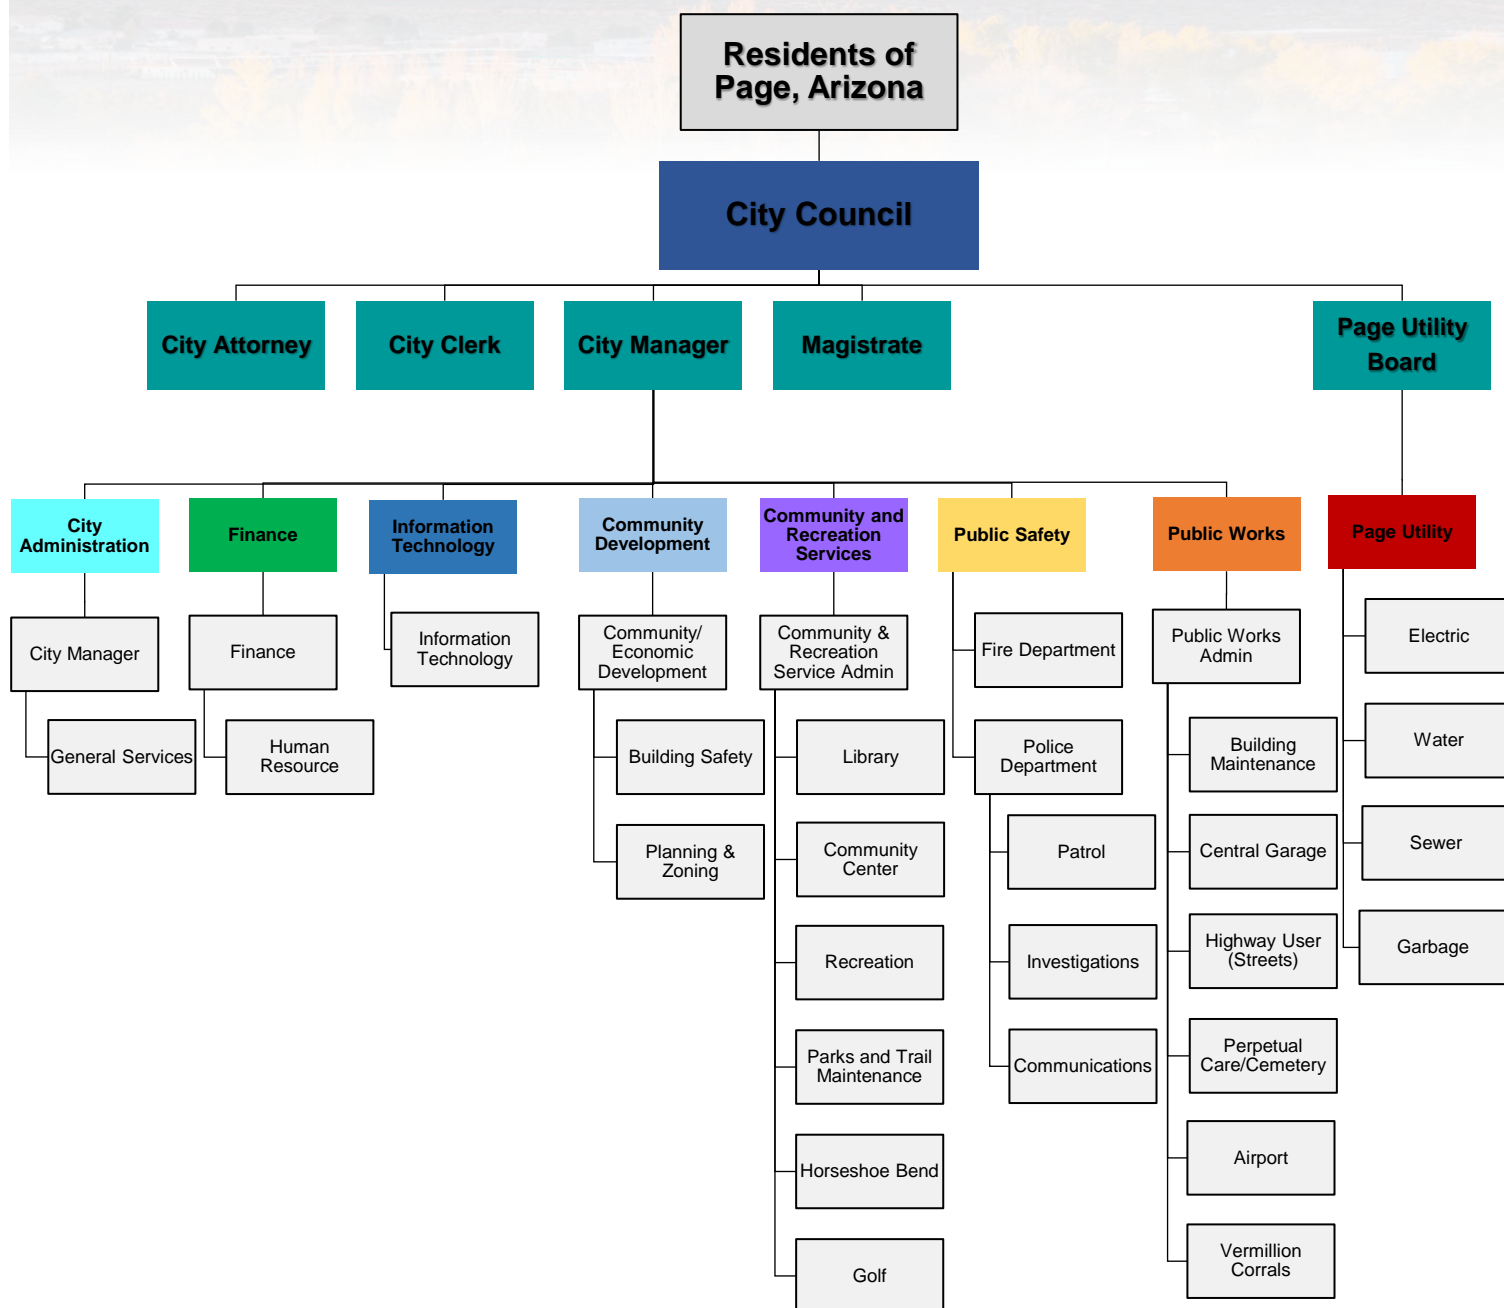 Residents of
Page, Arizona
City Council
City Attorney
City Clerk
City Manager
Magistrate
Page Utility
Board
City
Administration
Finance
Information
Technology
Community
Development
Community and
Recreation
Services
Public Safety
Public Works
Page Utility
City Manager
General Services
Finance
Human
Resource
Information
Technology
Community/
Economic
Development
Building Safety
Planning &
Zoning
Community &
Recreation
Service Admin
Library
Community
Center
Recreation
Parks and Trail
Maintenance
Horseshoe Bend
Golf
Fire Department
Police
Department
Patrol
Investigations
Communications
Public Works
Admin
Building
Maintenance
Central Garage
Highway User
(Streets)
Perpetual
Care/Cemetery
Airport
Vermillion
Corrals
Electric
Water
Sewer
Garbage